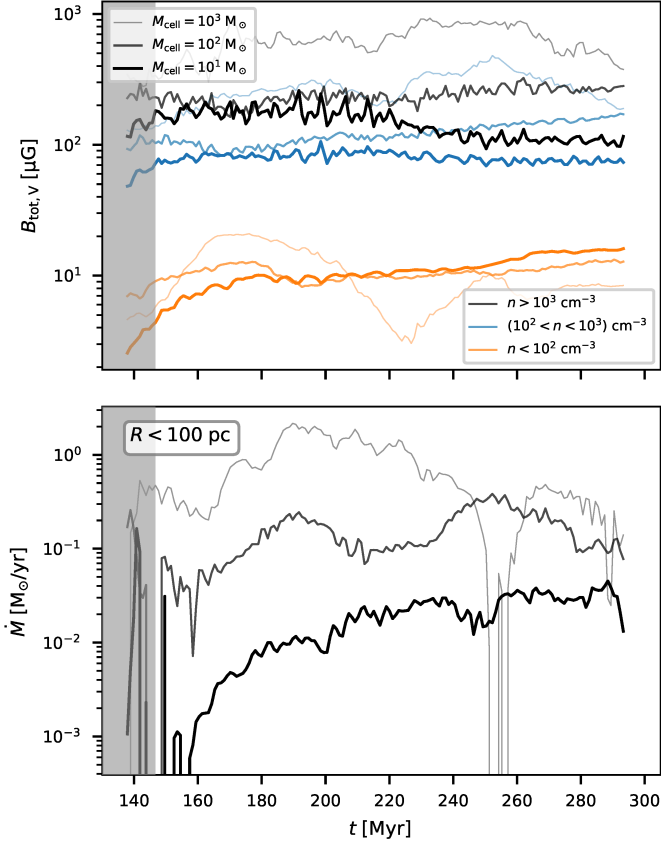 10³
10²
10¹
B_tot,V [μG]
M_cell = 10³ M_⊙
M_cell = 10² M_⊙
M_cell = 10¹ M_⊙
n > 10³ cm⁻³
(10² < n < 10³) cm⁻³
n < 10² cm⁻³
R < 100 pc
10⁰
10⁻¹
10⁻²
10⁻³
Ṁ [M_⊙/yr]
140 160 180 200 220 240 260 280 300
t [Myr]